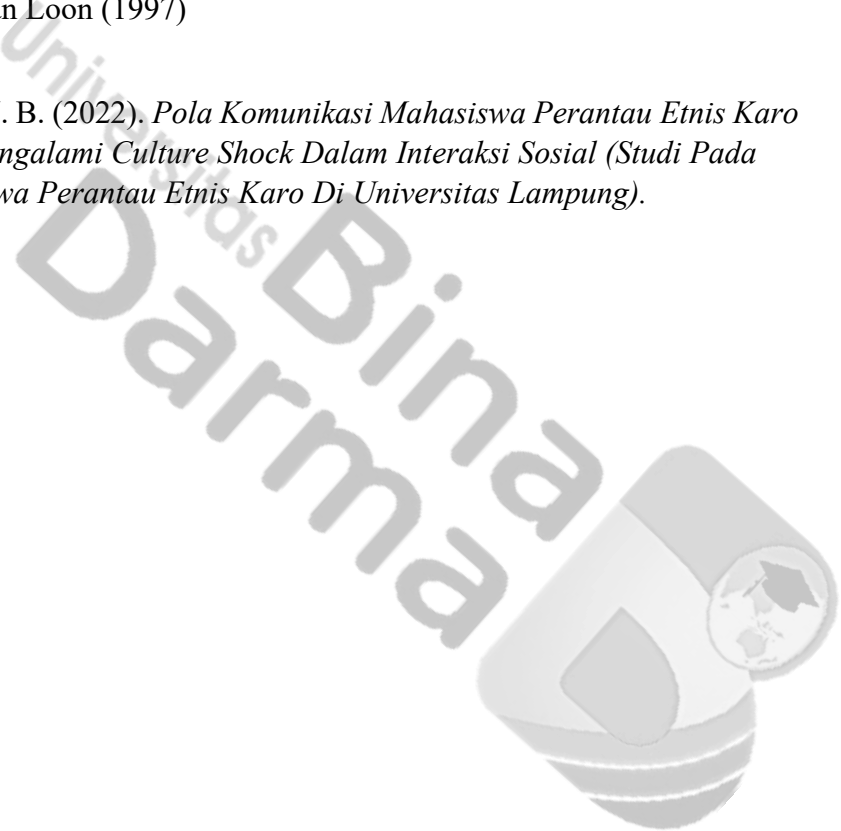 n Loon (1997)
. B. (2022). Pola Komunikasi Mahasiswa Perantau Etnis Karo
ngalami Culture Shock Dalam Interaksi Sosial (Studi Pada
wa Perantau Etnis Karo Di Universitas Lampung).
Universitas
Bina
Darma